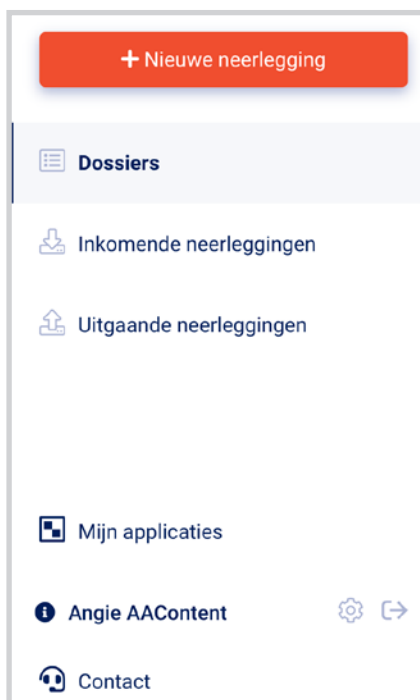 + Nieuwe neerlegging
Dossiers
Inkomende neerleggingen
Uitgaande neerleggingen
Mijn applicaties
Angie AAContent
Contact